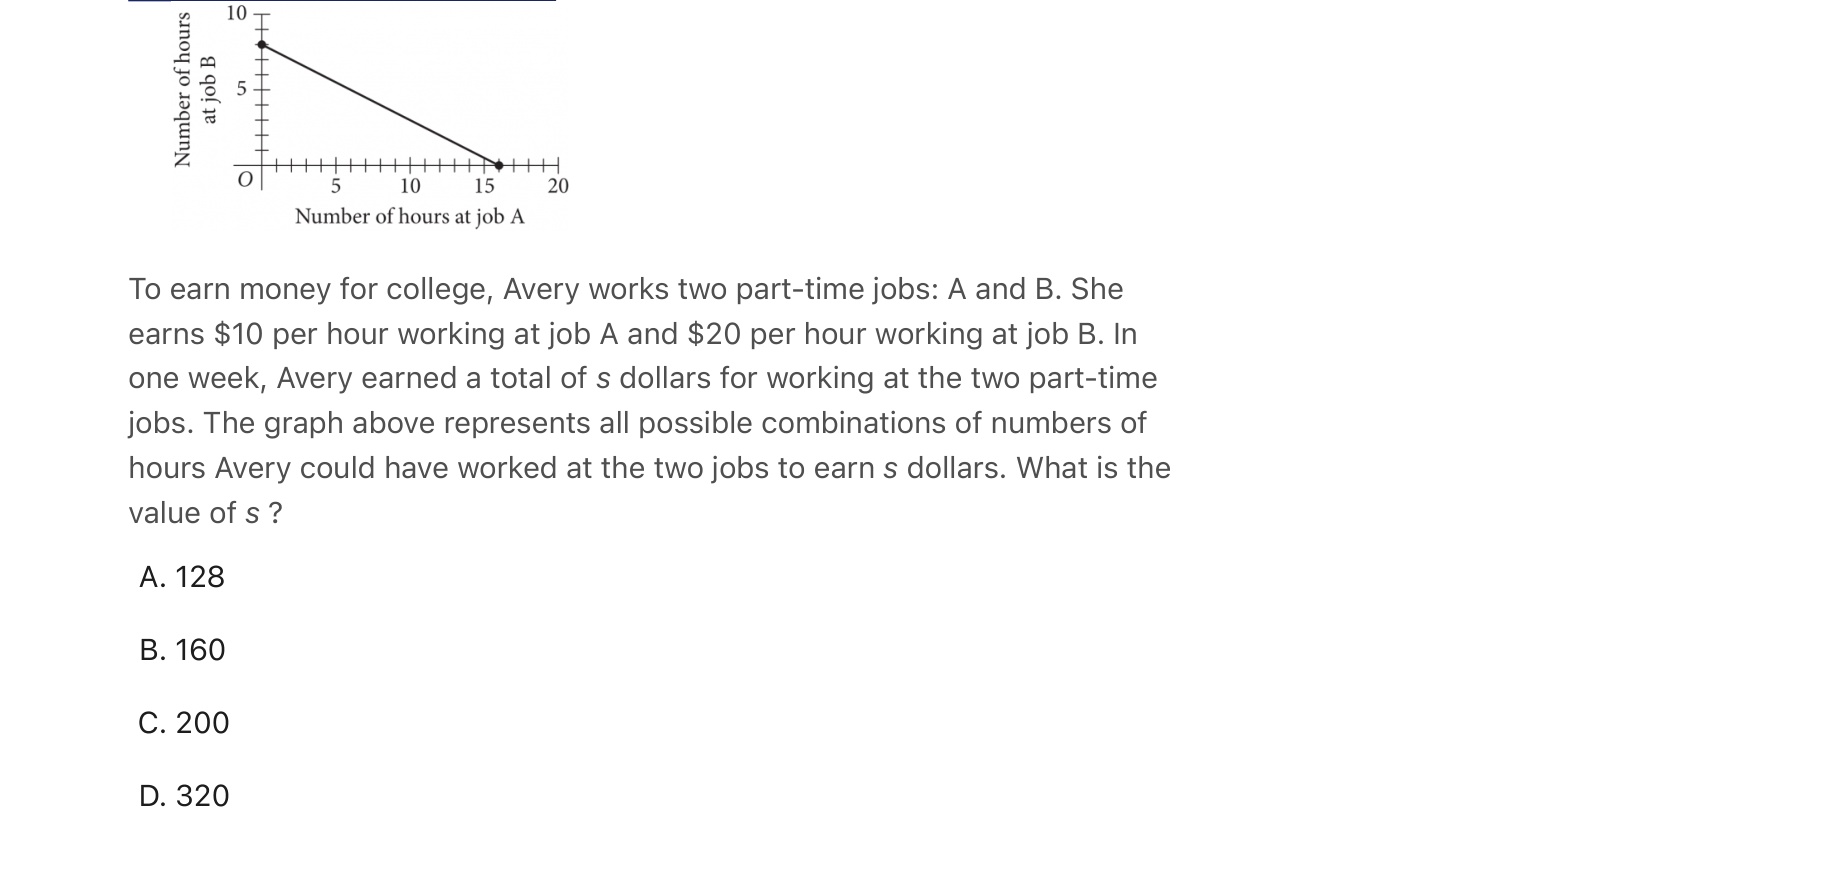 Number of hours
at job B
10
5
O
5 10 15 20
Number of hours at job A
To earn money for college, Avery works two part-time jobs: A and B. She
earns $10 per hour working at job A and $20 per hour working at job B. In
one week, Avery earned a total of s dollars for working at the two part-time
jobs. The graph above represents all possible combinations of numbers of
hours Avery could have worked at the two jobs to earn s dollars. What is the
value of s ?
A. 128
B. 160
C. 200
D. 320